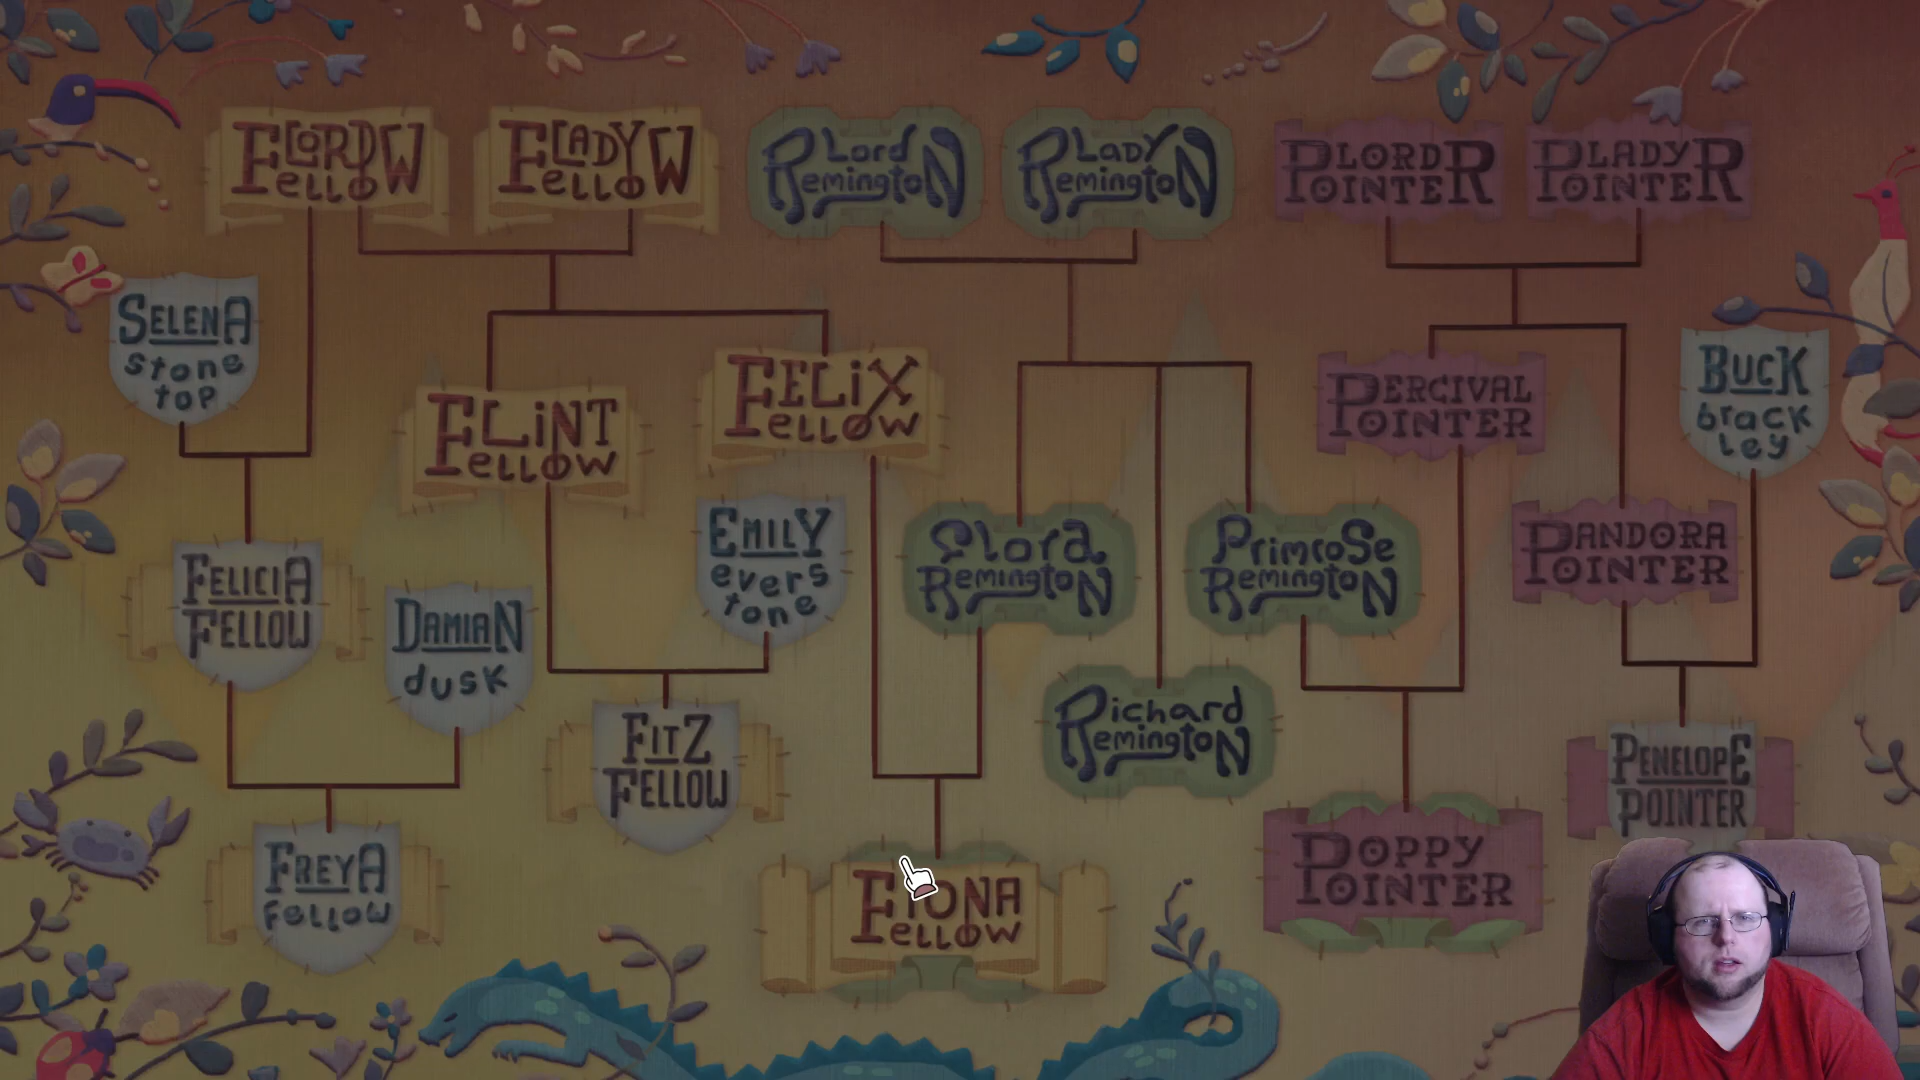 LORD
FELLOW
LADY
FELLOW
Lord
Remington
Lady
Remington
LORD
POINTER
LADY
POINTER
SELENA
stone
top
FLiNT
FELLOW
FELiX
FELLOW
PERCIVAL
POINTER
BUCK
brack
ley
FELICIA
FELLOW
DAMIAN
dusk
EMILY
evers
tone
Flora
Remington
Primrose
Remington
PANDORA
POINTER
FITZ
FELLOW
Richard
Remington
PENELOPE
POINTER
FREYA
Fellow
FIONA
FELLOW
POPPY
POINTER